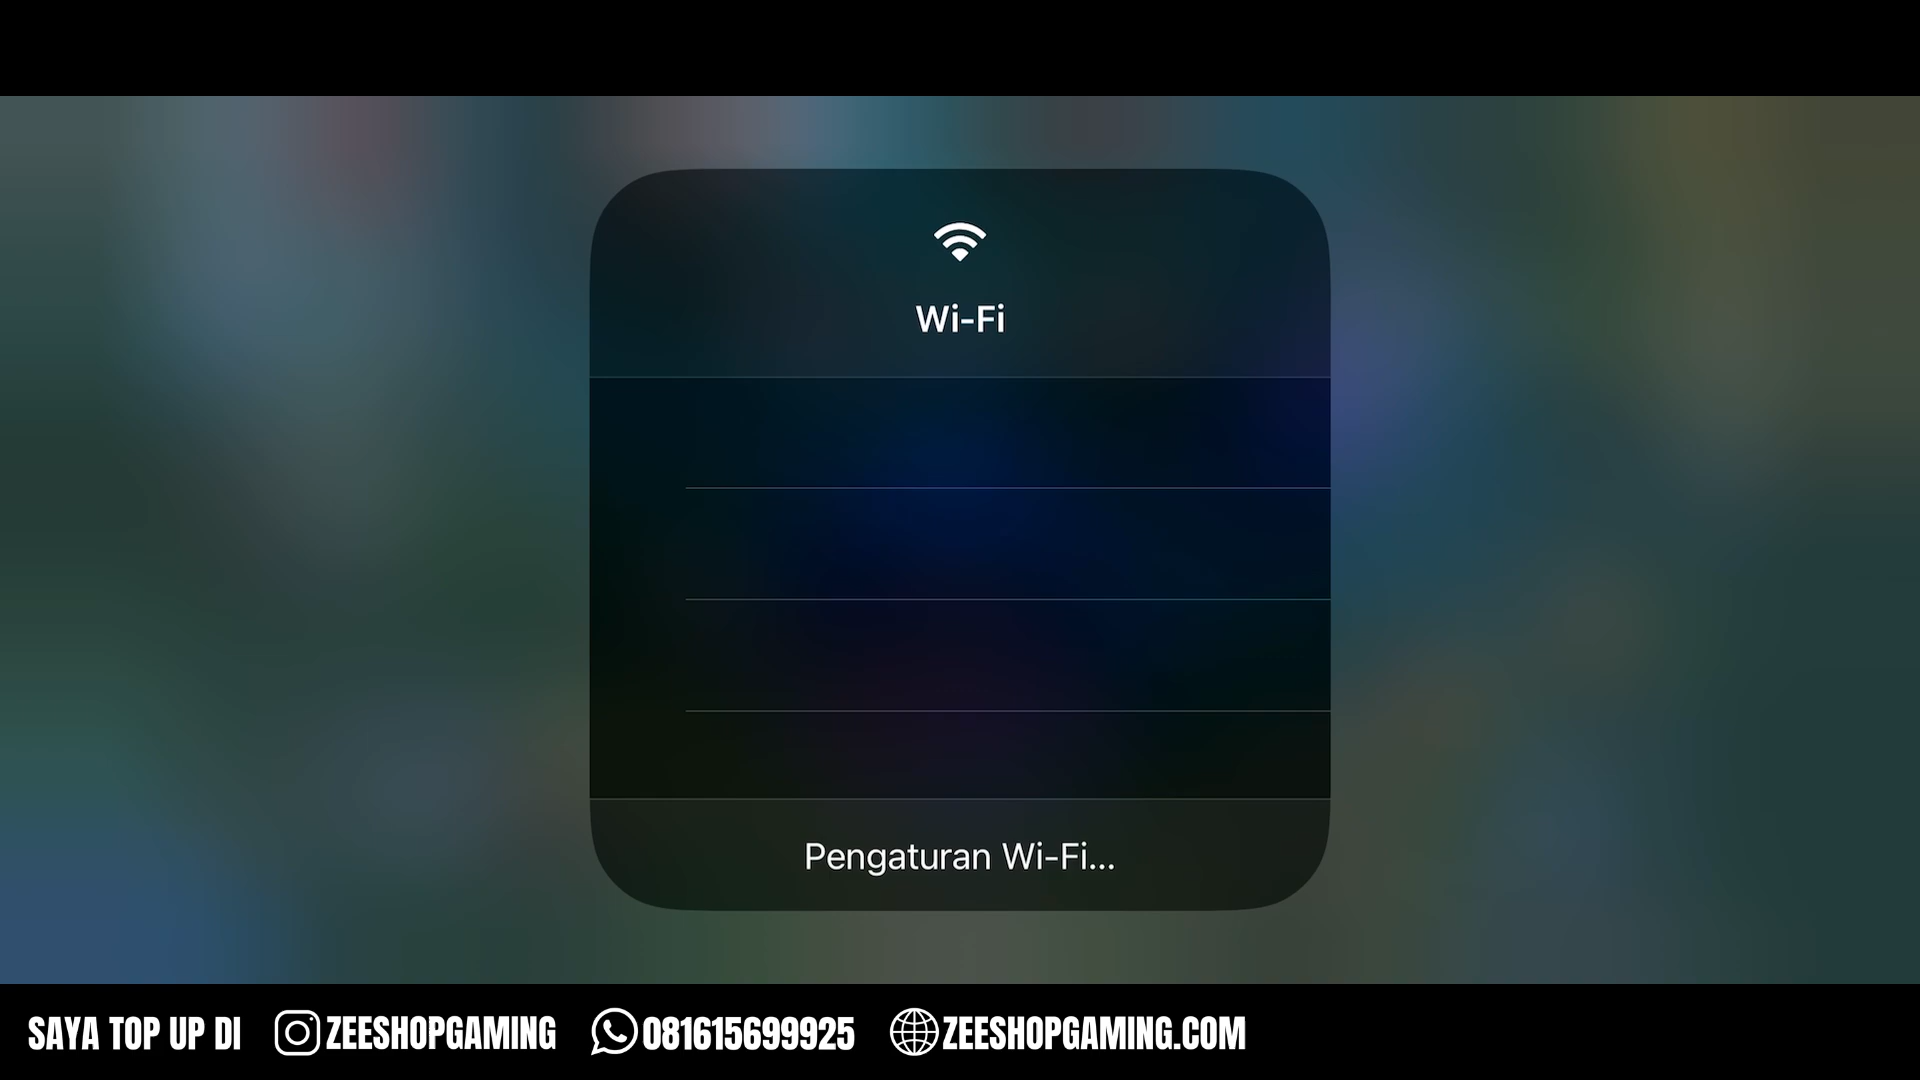 Wi-Fi
Pengaturan Wi-Fi...
SAYA TOP UP DI ZEESHOPGAMING 081615699925 ZEESHOPGAMING.COM